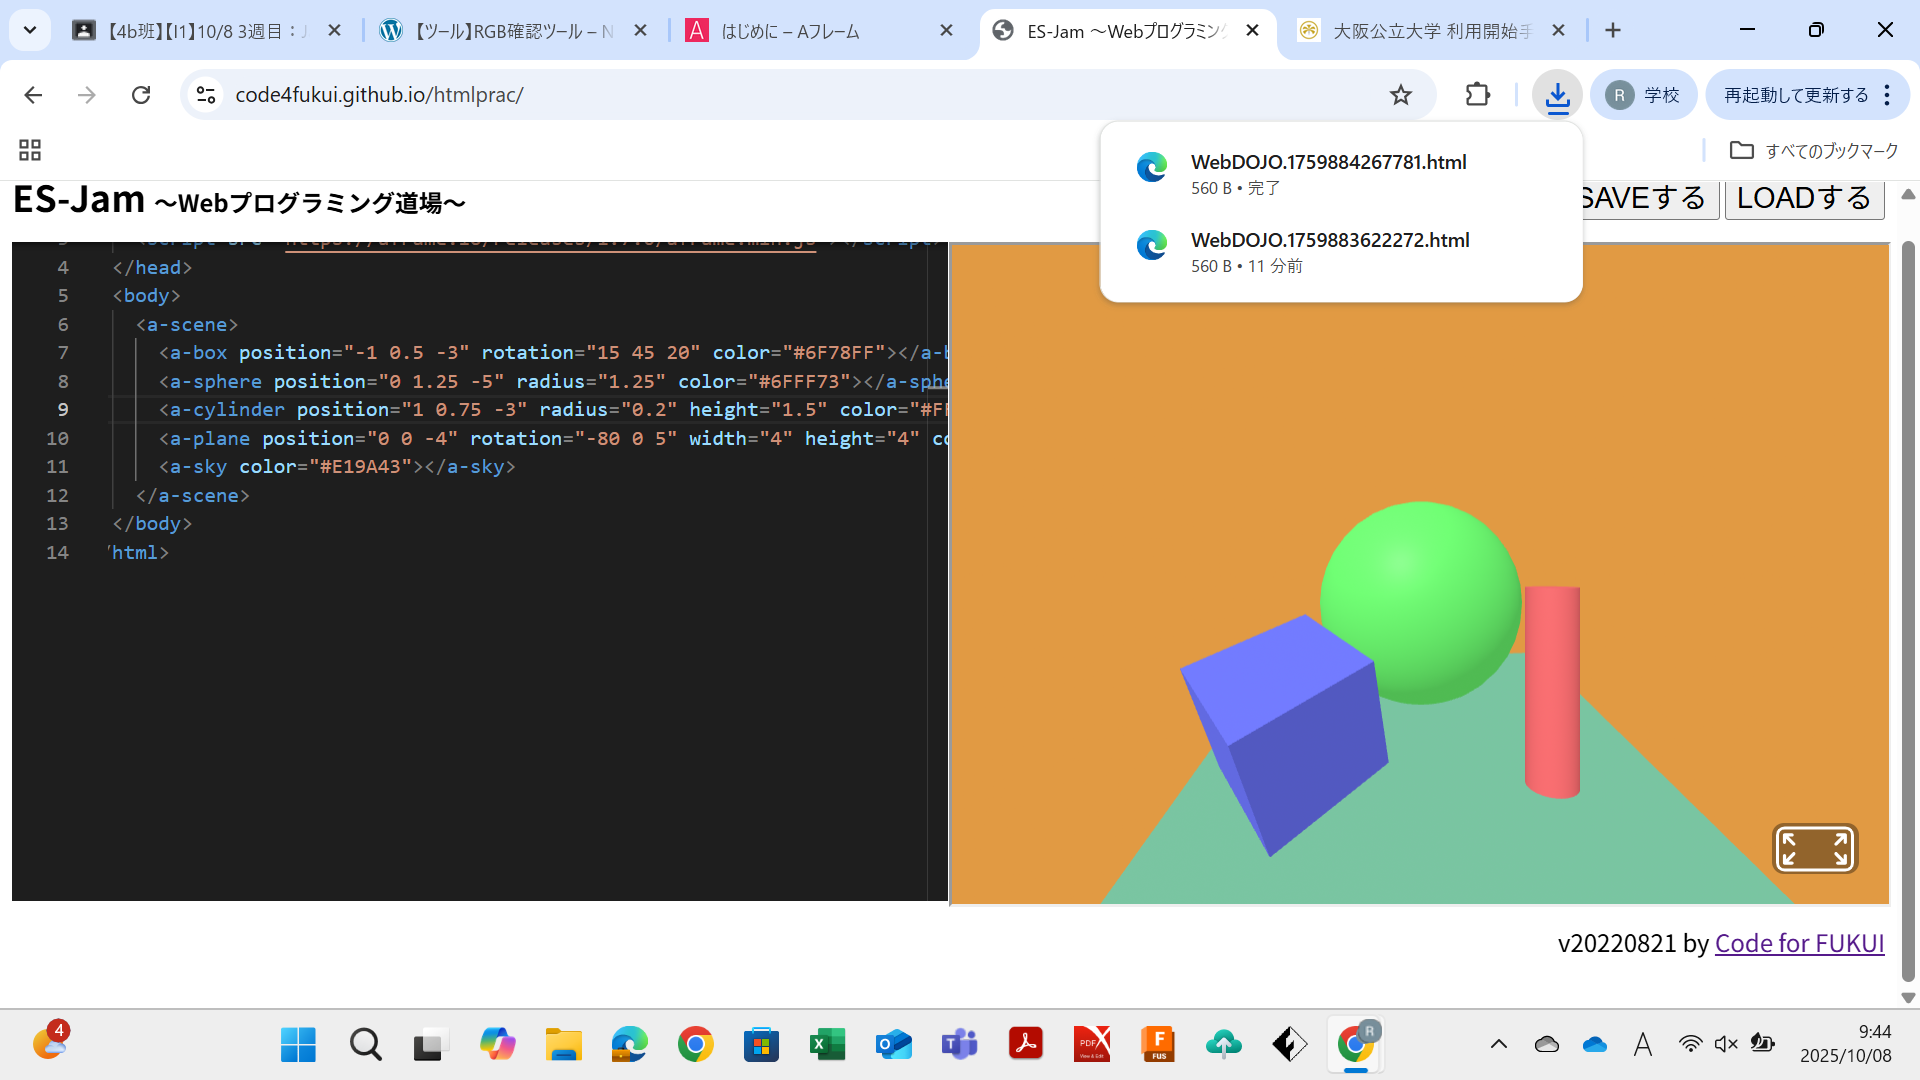 【4b班】【I1】10/8 3週目：J
【ツール】RGB確認ツール – N
はじめに – Aフレーム
ES-Jam 〜Webプログラミング
大阪公立大学 利用開始手
code4fukui.github.io/htmlprac/
R 学校
再起動して更新する
すべてのブックマーク
WebDOJO.1759884267781.html
560 B • 完了
WebDOJO.1759883622272.html
560 B • 11 分前
ES-Jam 〜Webプログラミング道場〜
SAVEする
LOADする
4 </head>
5 <body>
6 <a-scene>
7 <a-box position="-1 0.5 -3" rotation="15 45 20" color="#6F78FF"></a-b
8 <a-sphere position="0 1.25 -5" radius="1.25" color="#6FFF73"></a-sphe
9 <a-cylinder position="1 0.75 -3" radius="0.2" height="1.5" color="#FF
10 <a-plane position="0 0 -4" rotation="-80 0 5" width="4" height="4" co
11 <a-sky color="#E19A43"></a-sky>
12 </a-scene>
13 </body>
14 /html>
v20220821 by Code for FUKUI
4
A
9:44
2025/10/08